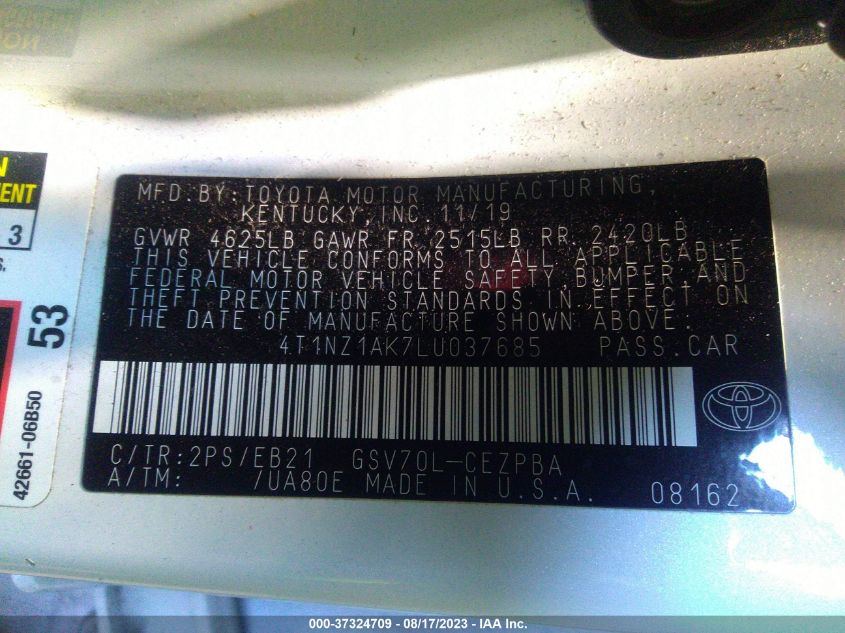 MFD. BY: TOYOTA MOTOR MANUFACTURING,
KENTUCKY, INC. 11/19
GVWR 4625LB GAWR FR. 2515LB RR. 2420LB
THIS VEHICLE CONFORMS TO ALL APPLICABLE
FEDERAL MOTOR VEHICLE SAFETY, BUMPER AND
THEFT PREVENTION STANDARDS IN EFFECT ON
THE DATE OF MANUFACTURE SHOWN ABOVE.
4T1NZ1AK7LU037685 PASS.CAR
C/TR:2PS/EB21 GSV70L-CEZPBA
A/TM: /UA80E MADE IN U.S.A. 08162
3
53
42661-06B50
000-37324709 - 08/17/2023 - IAA Inc.